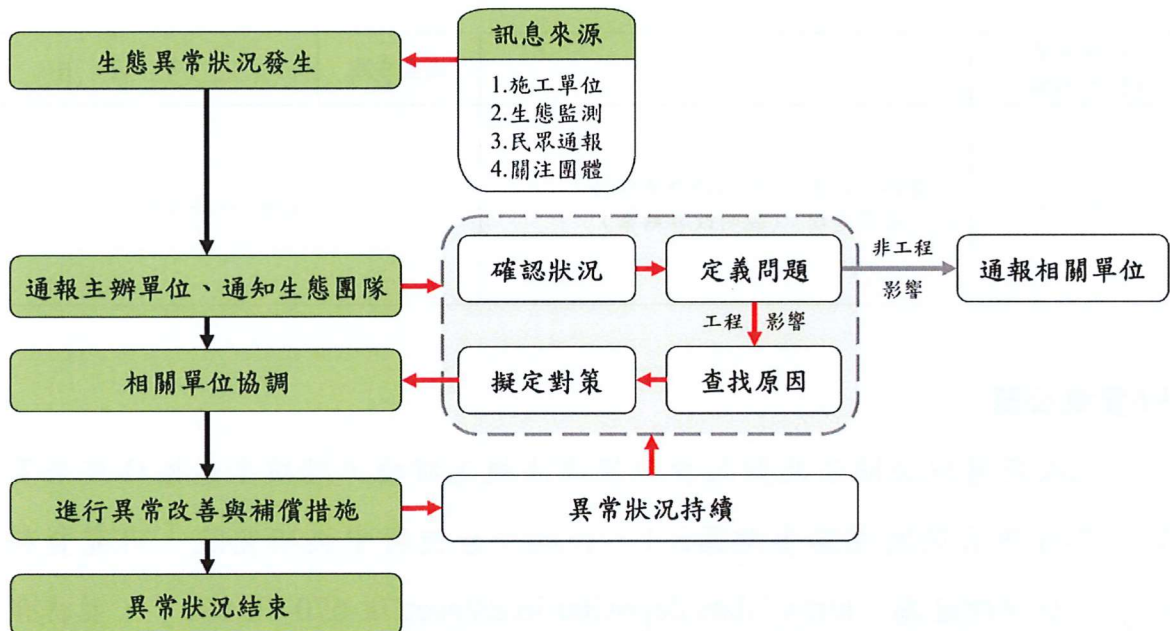 訊息來源
1.施工單位
2.生態監測
3.民眾通報
4.關注團體
生態異常狀況發生
通報主辦單位、通知生態團隊
確認狀況
定義問題
非工程
影響
通報相關單位
工程 影響
相關單位協調
擬定對策
查找原因
進行異常改善與補償措施
異常狀況持續
異常狀況結束